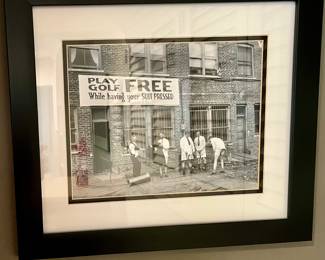 PLAY GOLF FREE
While having your SUIT PRESSED